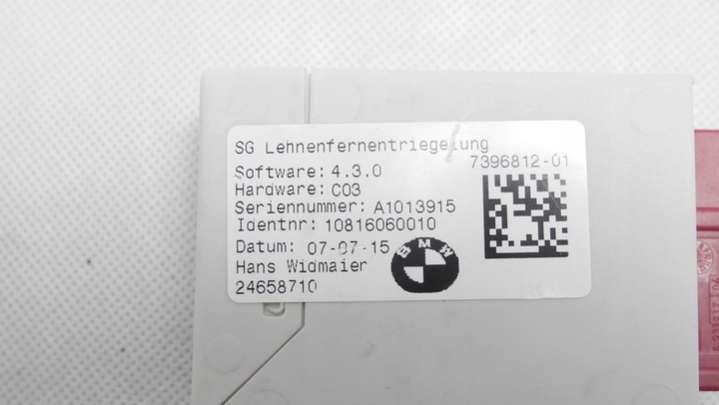 SG Lehnenfernentriegelung
7396812-01
Software: 4.3.0
Hardware: C03
Seriennummer: A1013915
Identnr: 10816060010
Datum: 07-07-15
BMW
Hans Widmaier
24658710